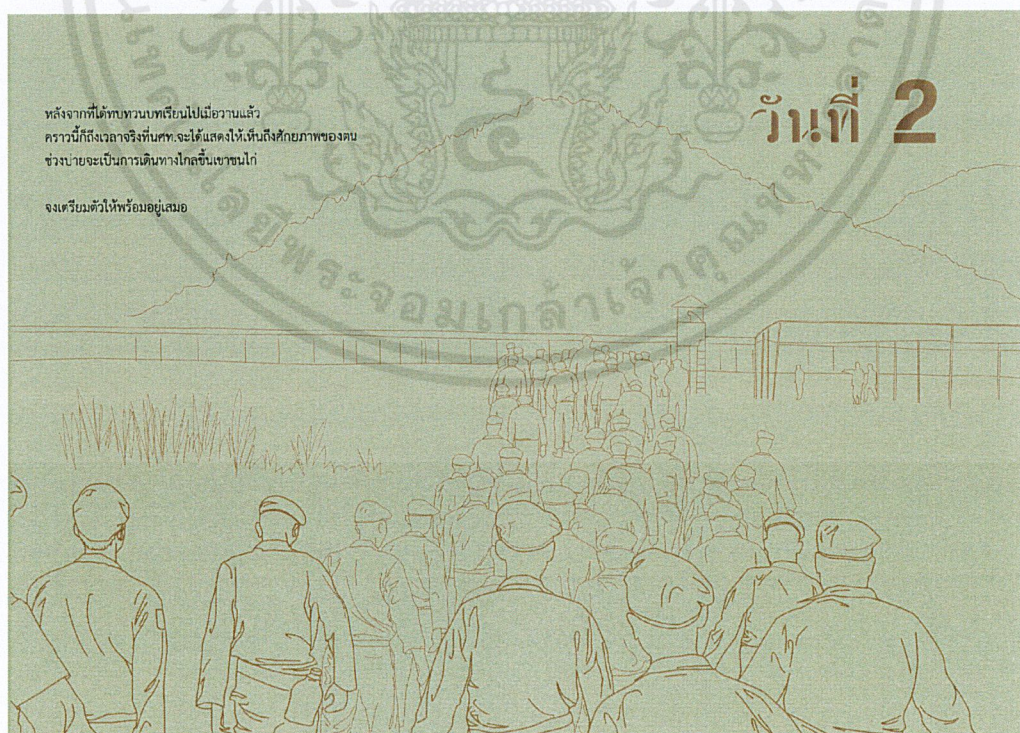 วันที่ 2
หลังจากที่ได้ทบทวนบทเรียนไปเมื่อวานแล้ว
คราวนี้ก็ถึงเวลาจริงที่นศท.จะได้แสดงให้เห็นถึงศักยภาพของตน
ช่วงบ่ายจะเป็นการเดินทางไกลขึ้นเขาชนไก่
จงเตรียมตัวให้พร้อมอยู่เสมอ
พระจอมเกล้าเจ้าคุณทหาร